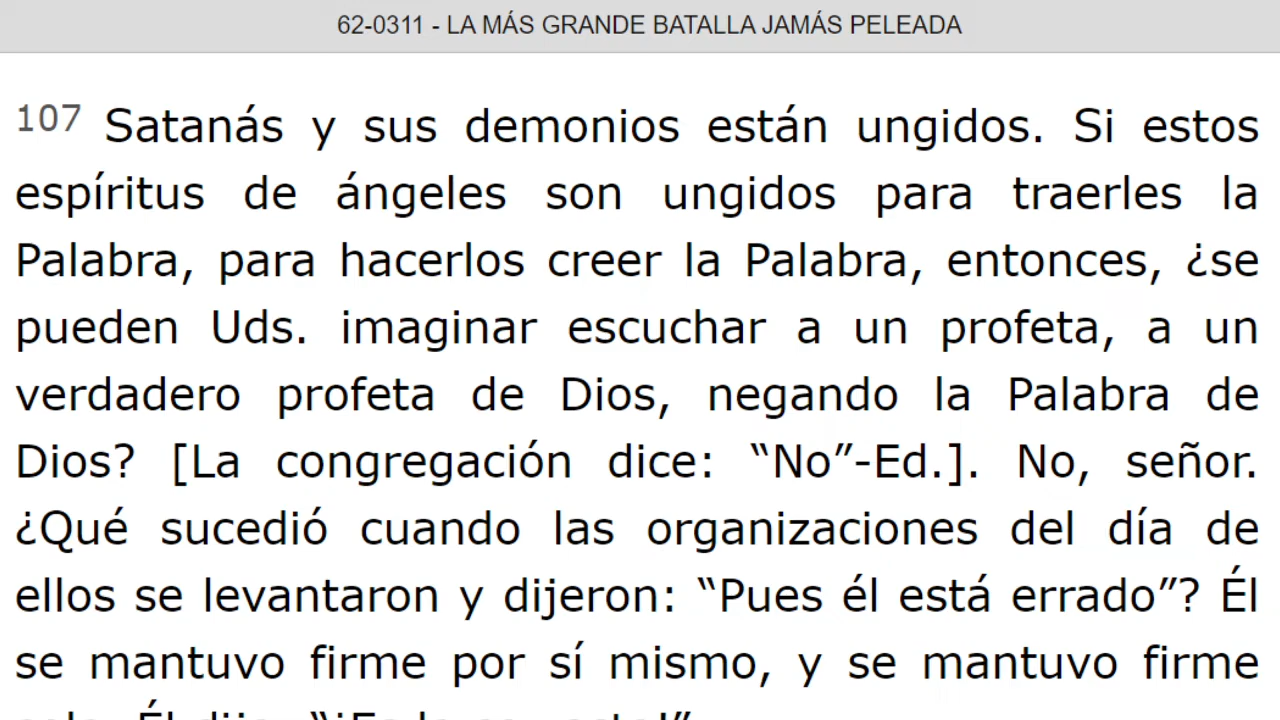 62-0311 - LA MÁS GRANDE BATALLA JAMÁS PELEADA
107 Satanás y sus demonios están ungidos. Si estos
espíritus de ángeles son ungidos para traerles la
Palabra, para hacerlos creer la Palabra, entonces, ¿se
pueden Uds. imaginar escuchar a un profeta, a un
verdadero profeta de Dios, negando la Palabra de
Dios? [La congregación dice: “No”-Ed.]. No, señor.
¿Qué sucedió cuando las organizaciones del día de
ellos se levantaron y dijeron: “Pues él está errado”? Él
se mantuvo firme por sí mismo, y se mantuvo firme